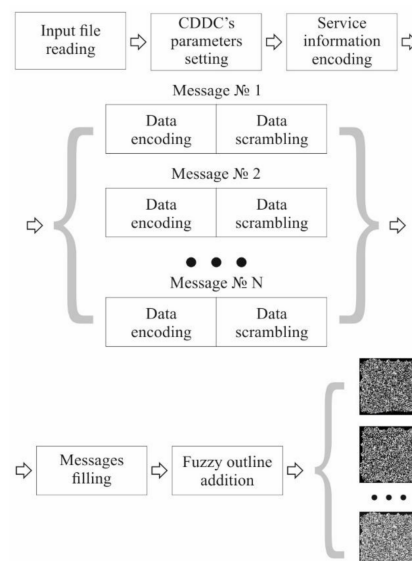 Input file
reading
CDDC's
parameters
setting
Service
information
encoding
Message № 1
Data
encoding
Data
scrambling
Message № 2
Data
encoding
Data
scrambling
Message № N
Data
encoding
Data
scrambling
Messages
filling
Fuzzy outline
addition